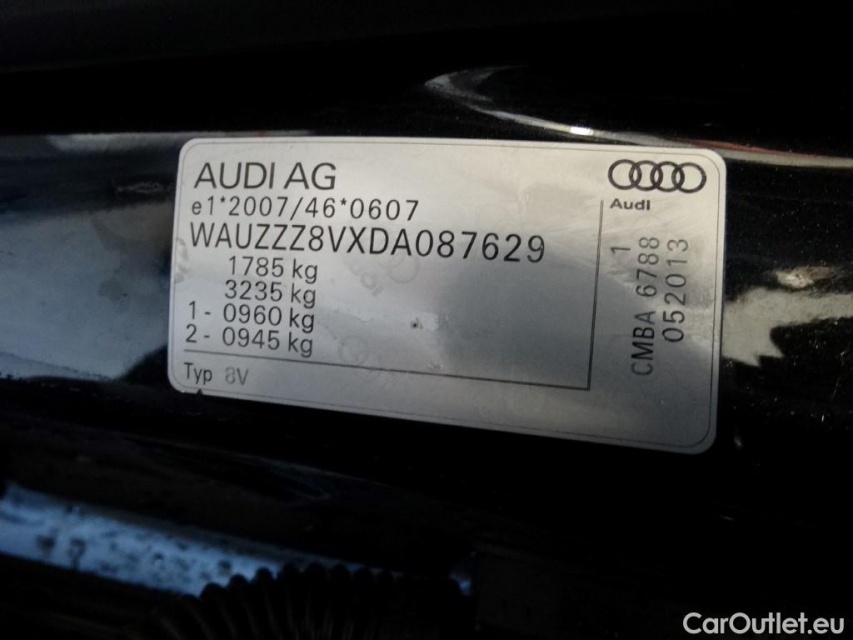 AUDI AG
e1*2007/46*0607
WAUZZZ8VXDA087629
1785 kg
3235 kg
1- 0960 kg
2- 0945 kg
Typ 8V
Audi
CMBA 6788 1
052013
CarOutlet.eu